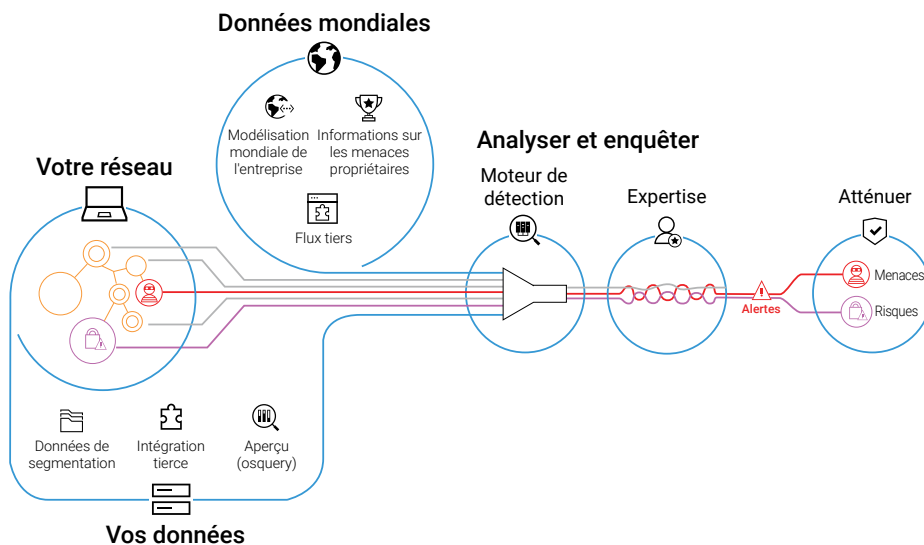 Données mondiales
Modélisation
mondiale de
l'entreprise
Informations sur
les menaces
propriétaires
Flux tiers
Votre réseau
Analyser et enquêter
Moteur de
détection
Expertise
Atténuer
Alertes
Menaces
Risques
Données de
segmentation
Intégration
tierce
Aperçu
(osquery)
Vos données